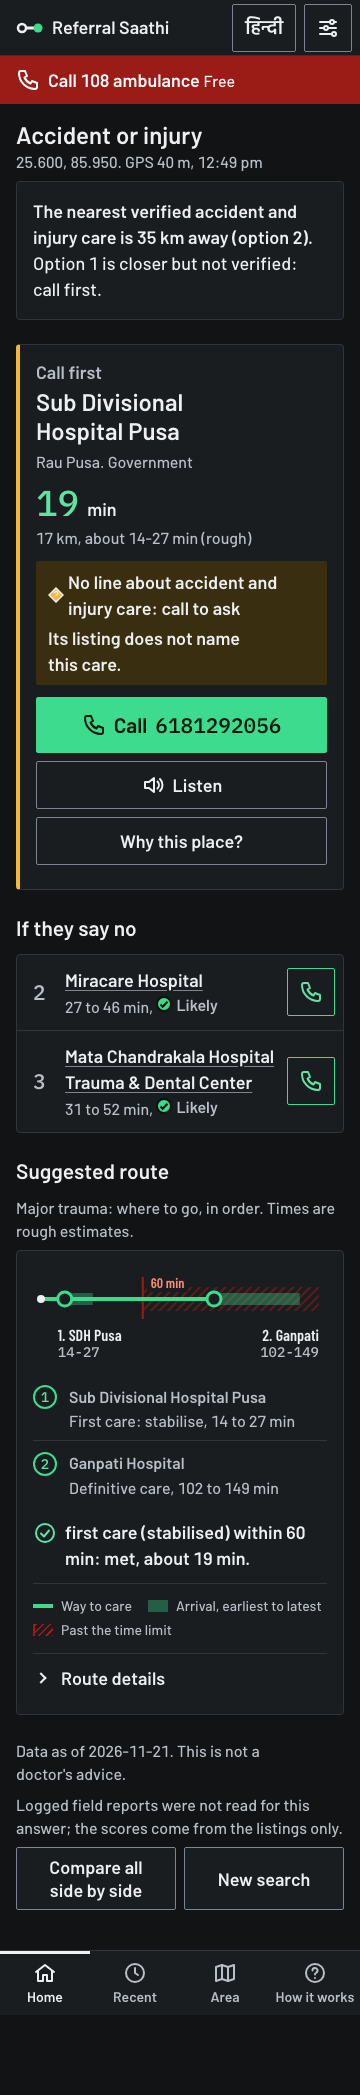 Referral Saathi
हिन्दी
Call 108 ambulance Free
Accident or injury
25.600, 85.950. GPS 40 m, 12:49 pm
The nearest verified accident and
injury care is 35 km away (option 2).
Option 1 is closer but not verified:
call first.
Call first
Sub Divisional
Hospital Pusa
Rau Pusa. Government
19 min
17 km, about 14-27 min (rough)
No line about accident and
injury care: call to ask
Its listing does not name
this care.
Call 6181292056
Listen
Why this place?
If they say no
2
Miracare Hospital
27 to 46 min, Likely
3
Mata Chandrakala Hospital
Trauma & Dental Center
31 to 52 min, Likely
Suggested route
Major trauma: where to go, in order. Times are
rough estimates.
60 min
1. SDH Pusa
14-27
2. Ganpati
102-149
1 Sub Divisional Hospital Pusa
First care: stabilise, 14 to 27 min
2 Ganpati Hospital
Definitive care, 102 to 149 min
first care (stabilised) within 60
min: met, about 19 min.
Way to care
Arrival, earliest to latest
Past the time limit
Route details
Data as of 2026-11-21. This is not a
doctor's advice.
Logged field reports were not read for this
answer; the scores come from the listings only.
Compare all
side by side
New search
Home
Recent
Area
How it works